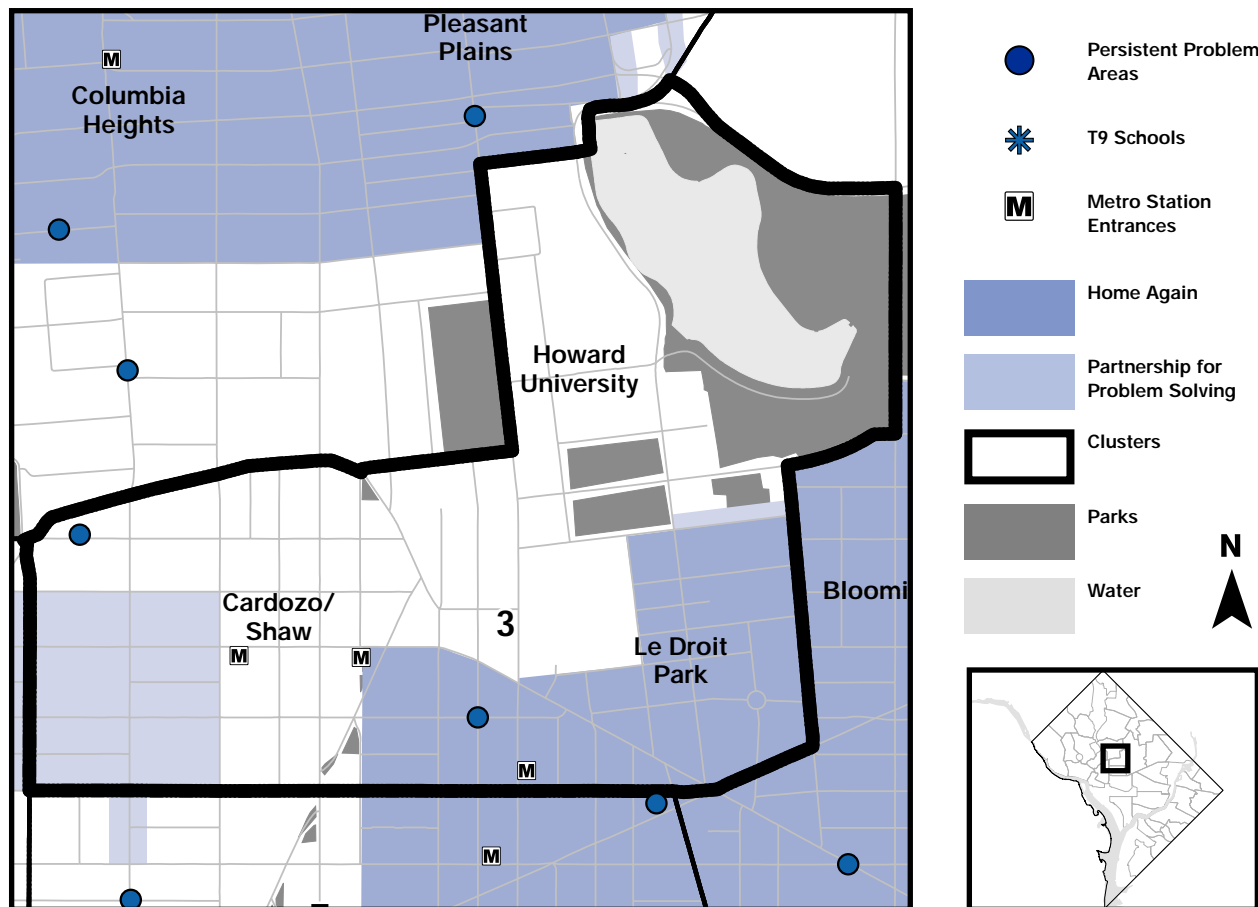 Pleasant
Plains
M
Columbia
Heights
Howard
University
Cardozo/
Shaw
3
M
M
Le Droit
Park
Bloomi
M
M
Persistent Problem
Areas
T9 Schools
M
Metro Station
Entrances
Home Again
Partnership for
Problem Solving
Clusters
Parks
Water
N